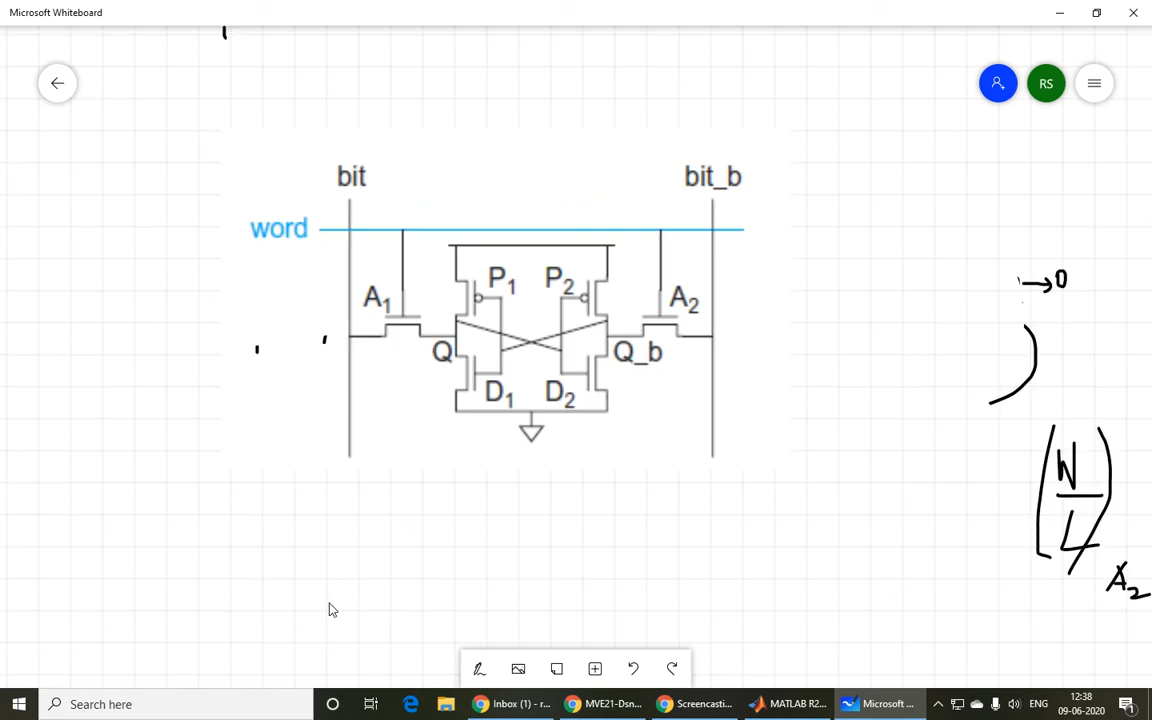 Microsoft Whiteboard
RS
bit
bit_b
word
P1
P2
A1
A2
→0
Q
Q_b
D1
D2
(W/L)A2
Search here
Inbox (1) - r...
MVE21-Dsn...
Screencasti...
MATLAB R2...
Microsoft ...
ENG
12:38
09-06-2020
1